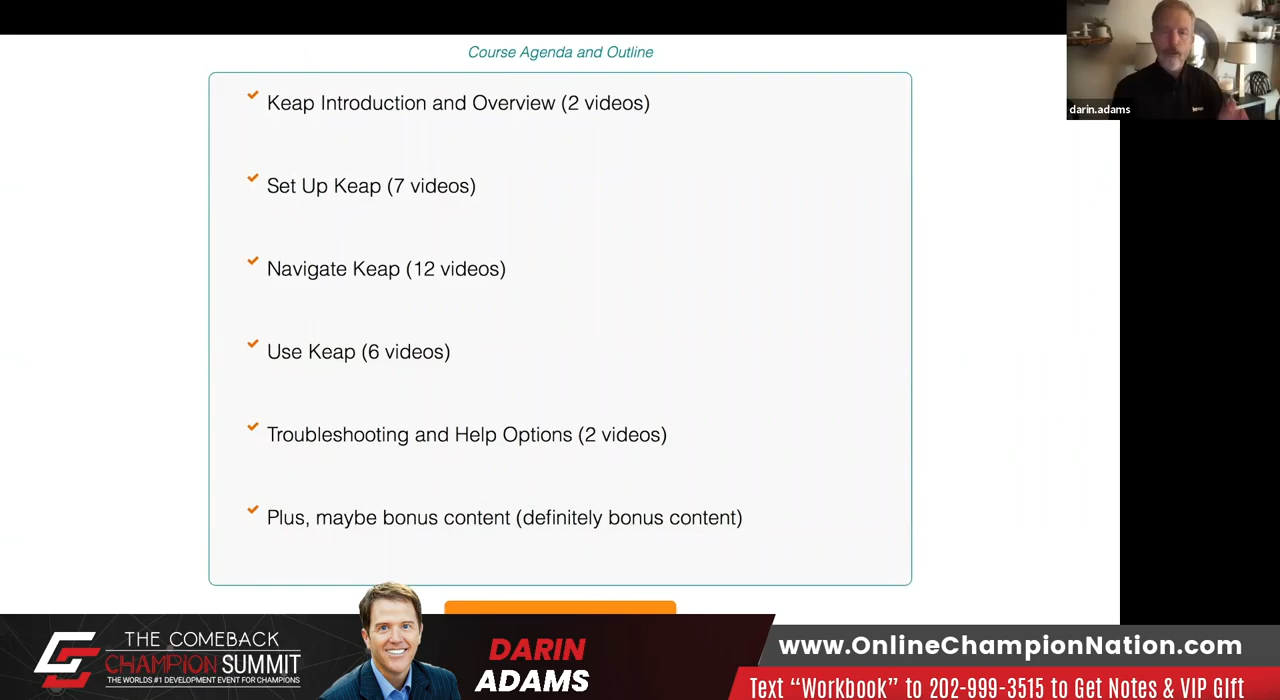 Course Agenda and Outline
darin.adams
Keap Introduction and Overview (2 videos)
Set Up Keap (7 videos)
Navigate Keap (12 videos)
Use Keap (6 videos)
Troubleshooting and Help Options (2 videos)
Plus, maybe bonus content (definitely bonus content)
THE COMEBACK
CHAMPION SUMMIT
THE WORLDS #1 DEVELOPMENT EVENT FOR CHAMPIONS
DARIN
ADAMS
www.OnlineChampionNation.com
Text “Workbook” to 202-999-3515 to Get Notes & VIP GIft